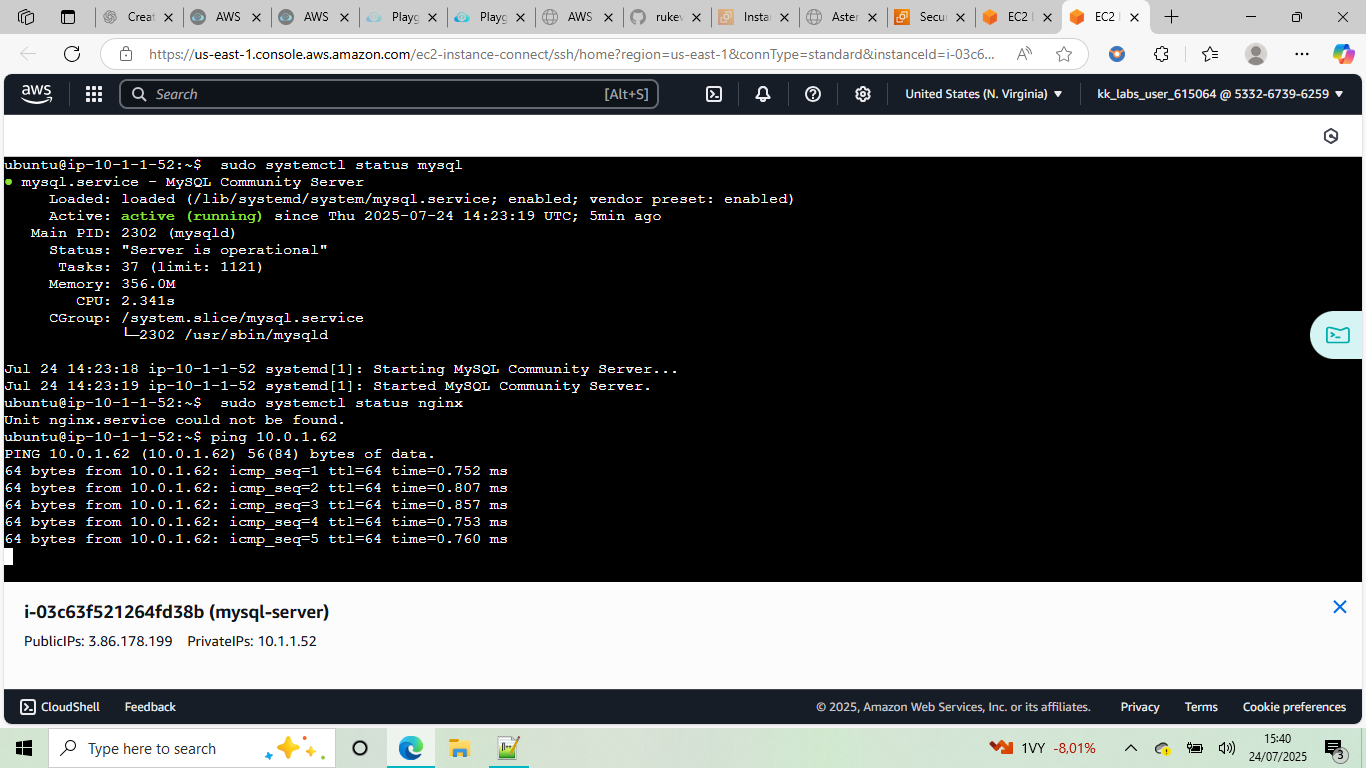 Creat
AWS
AWS
Playg
Playg
AWS
rukev
Instar
Aster
Secur
EC2 I
EC2 I
https://us-east-1.console.aws.amazon.com/ec2-instance-connect/ssh/home?region=us-east-1&connType=standard&instanceId=i-03c6...
aws
Search
[Alt+S]
United States (N. Virginia)
kk_labs_user_615064 @ 5332-6739-6259
ubuntu@ip-10-1-1-52:~$  sudo systemctl status mysql
● mysql.service - MySQL Community Server
     Loaded: loaded (/lib/systemd/system/mysql.service; enabled; vendor preset: enabled)
     Active: active (running) since Thu 2025-07-24 14:23:19 UTC; 5min ago
   Main PID: 2302 (mysqld)
     Status: "Server is operational"
      Tasks: 37 (limit: 1121)
     Memory: 356.0M
        CPU: 2.341s
     CGroup: /system.slice/mysql.service
             └─2302 /usr/sbin/mysqld
Jul 24 14:23:18 ip-10-1-1-52 systemd[1]: Starting MySQL Community Server...
Jul 24 14:23:19 ip-10-1-1-52 systemd[1]: Started MySQL Community Server.
ubuntu@ip-10-1-1-52:~$  sudo systemctl status nginx
Unit nginx.service could not be found.
ubuntu@ip-10-1-1-52:~$ ping 10.0.1.62
PING 10.0.1.62 (10.0.1.62) 56(84) bytes of data.
64 bytes from 10.0.1.62: icmp_seq=1 ttl=64 time=0.752 ms
64 bytes from 10.0.1.62: icmp_seq=2 ttl=64 time=0.807 ms
64 bytes from 10.0.1.62: icmp_seq=3 ttl=64 time=0.857 ms
64 bytes from 10.0.1.62: icmp_seq=4 ttl=64 time=0.753 ms
64 bytes from 10.0.1.62: icmp_seq=5 ttl=64 time=0.760 ms
i-03c63f521264fd38b (mysql-server)
PublicIPs: 3.86.178.199 PrivateIPs: 10.1.1.52
CloudShell
Feedback
© 2025, Amazon Web Services, Inc. or its affiliates.
Privacy
Terms
Cookie preferences
Type here to search
1VY -8,01%
15:40
24/07/2025
3